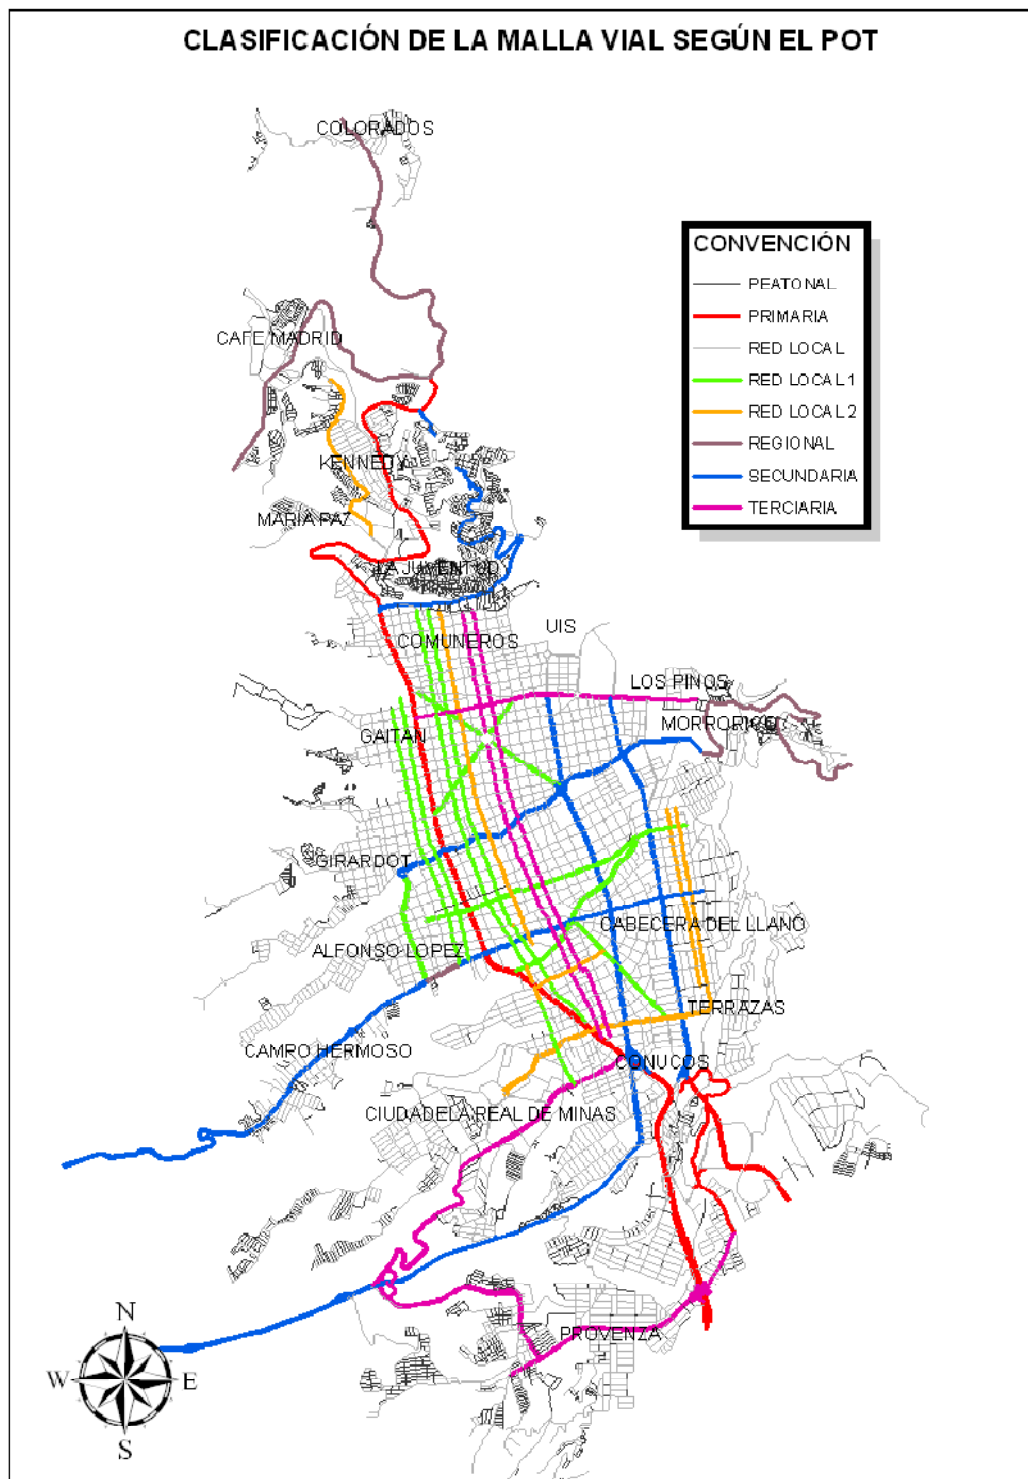 CLASIFICACIÓN DE LA MALLA VIAL SEGÚN EL POT
COLORADOS
CONVENCIÓN
PEATONAL
PRIMARIA
RED LOCAL
RED LOCAL 1
RED LOCAL 2
REGIONAL
SECUNDARIA
TERCIARIA
CAFE MADRID
KENNEDY
MARIA PAZ
LA JUVENTUD
COMUNEROS
UIS
LOS PINOS
MORRORICO
GAITAN
GIRARDOT
CABECERA DEL LLANO
ALFONSO LOPEZ
TERRAZAS
CAMPO HERMOSO
CONUCOS
CIUDADELA REAL DE MINAS
PROVENZA
N
W
E
S